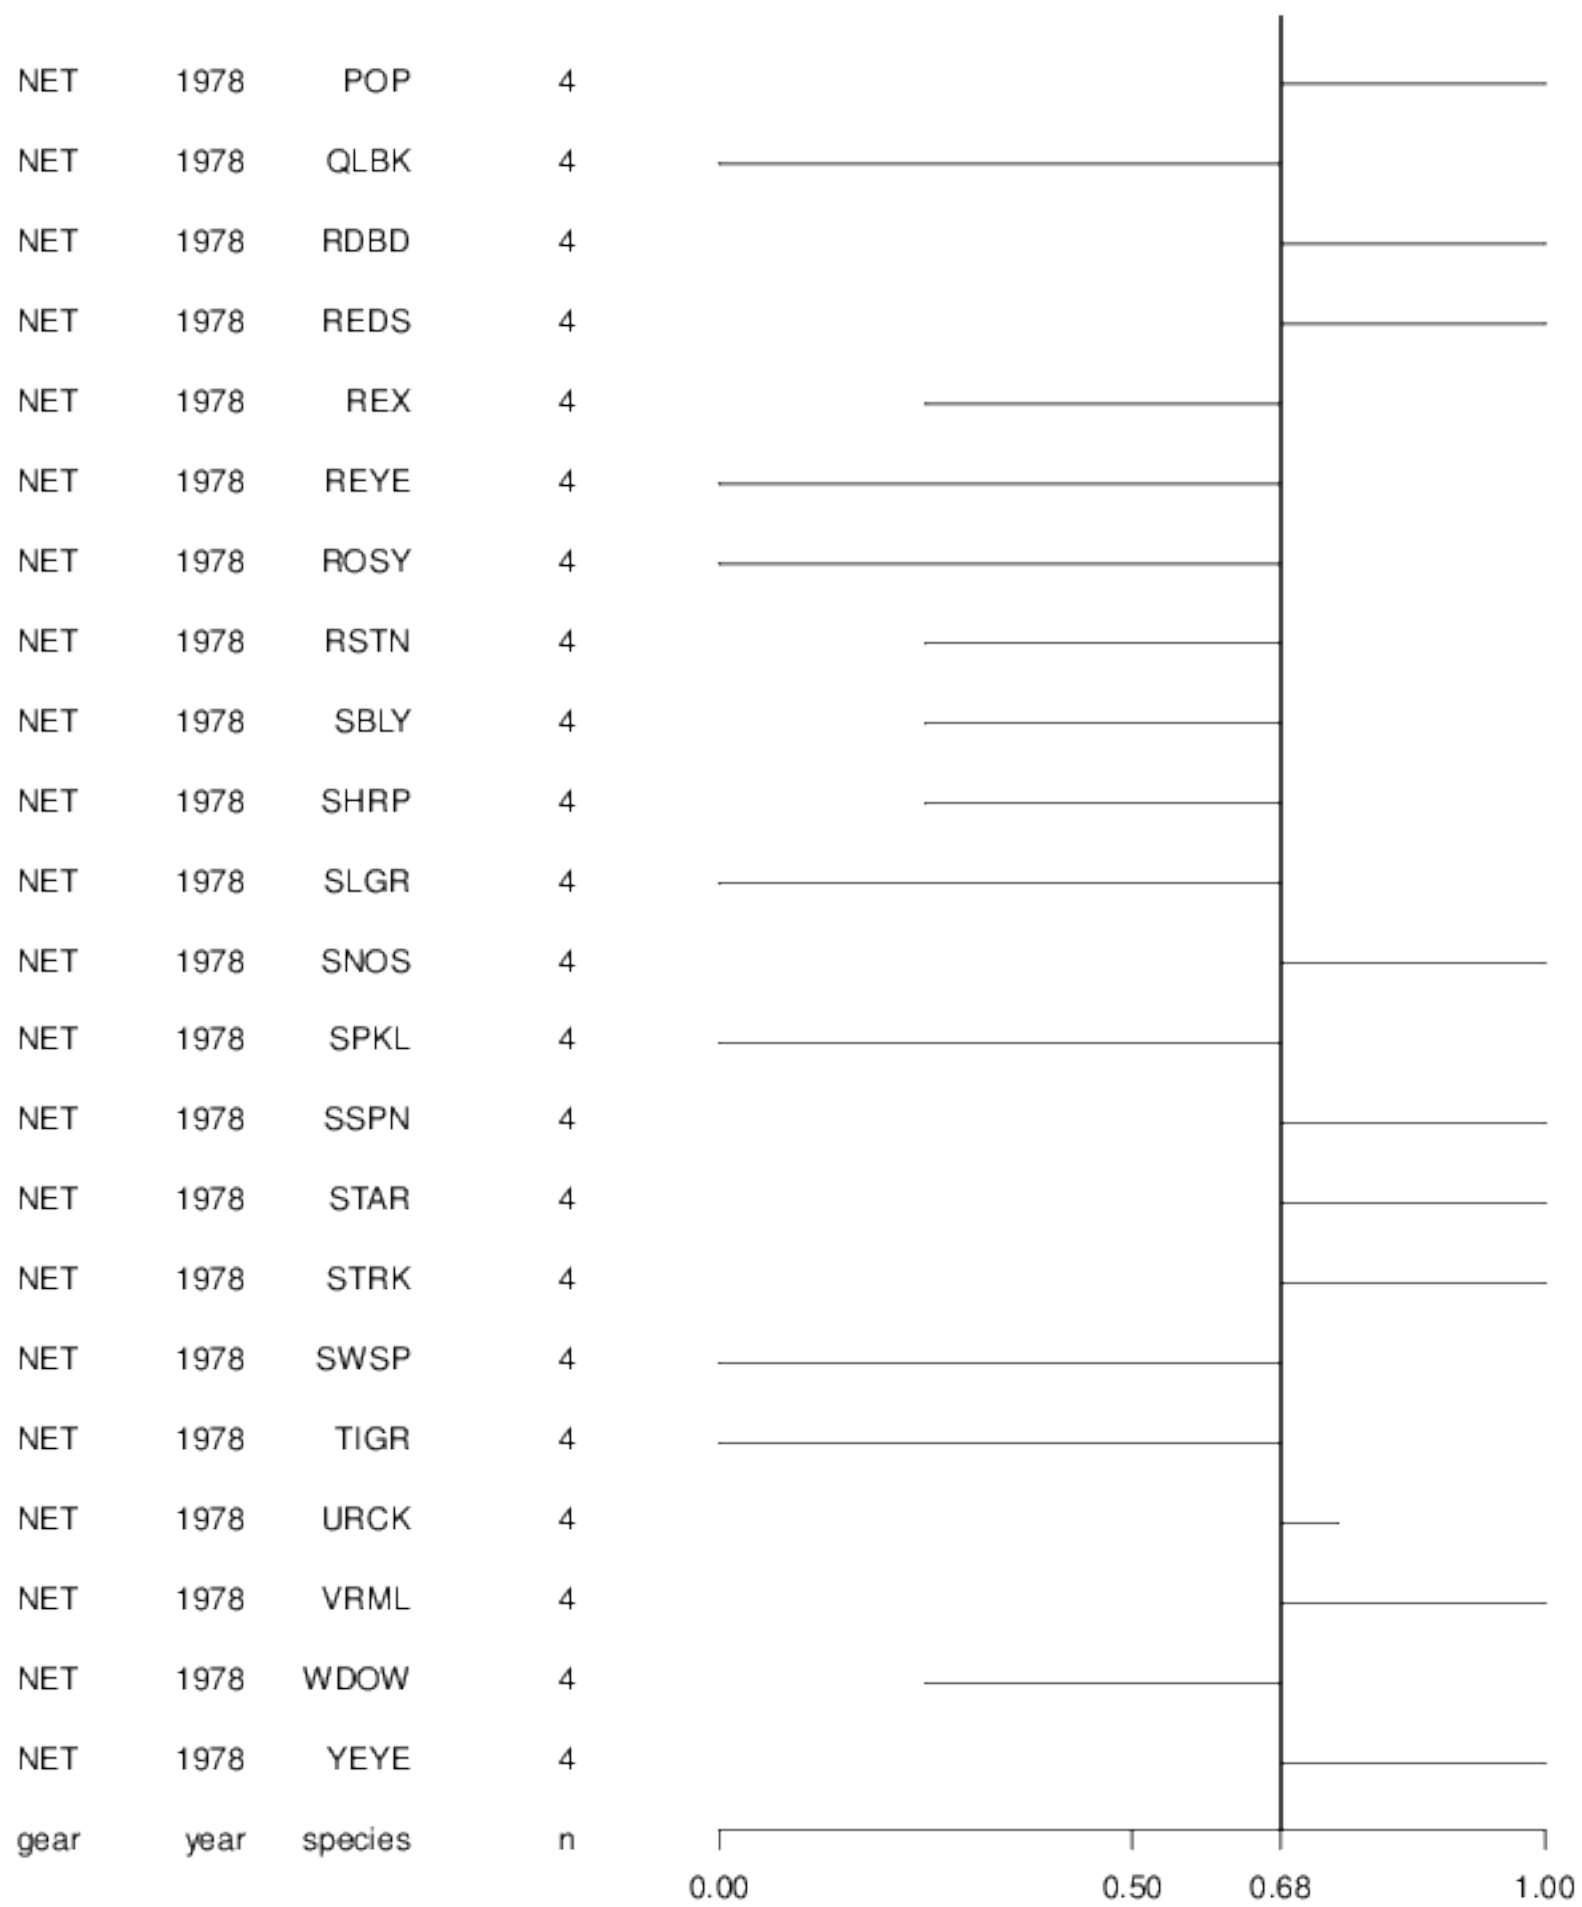 NET 1978 POP 4
NET 1978 QLBK 4
NET 1978 RDBD 4
NET 1978 REDS 4
NET 1978 REX 4
NET 1978 REYE 4
NET 1978 ROSY 4
NET 1978 RSTN 4
NET 1978 SBLY 4
NET 1978 SHRP 4
NET 1978 SLGR 4
NET 1978 SNOS 4
NET 1978 SPKL 4
NET 1978 SSPN 4
NET 1978 STAR 4
NET 1978 STRK 4
NET 1978 SWSP 4
NET 1978 TIGR 4
NET 1978 URCK 4
NET 1978 VRML 4
NET 1978 WDOW 4
NET 1978 YEYE 4
gear year species n
0.00 0.50 0.68 1.00